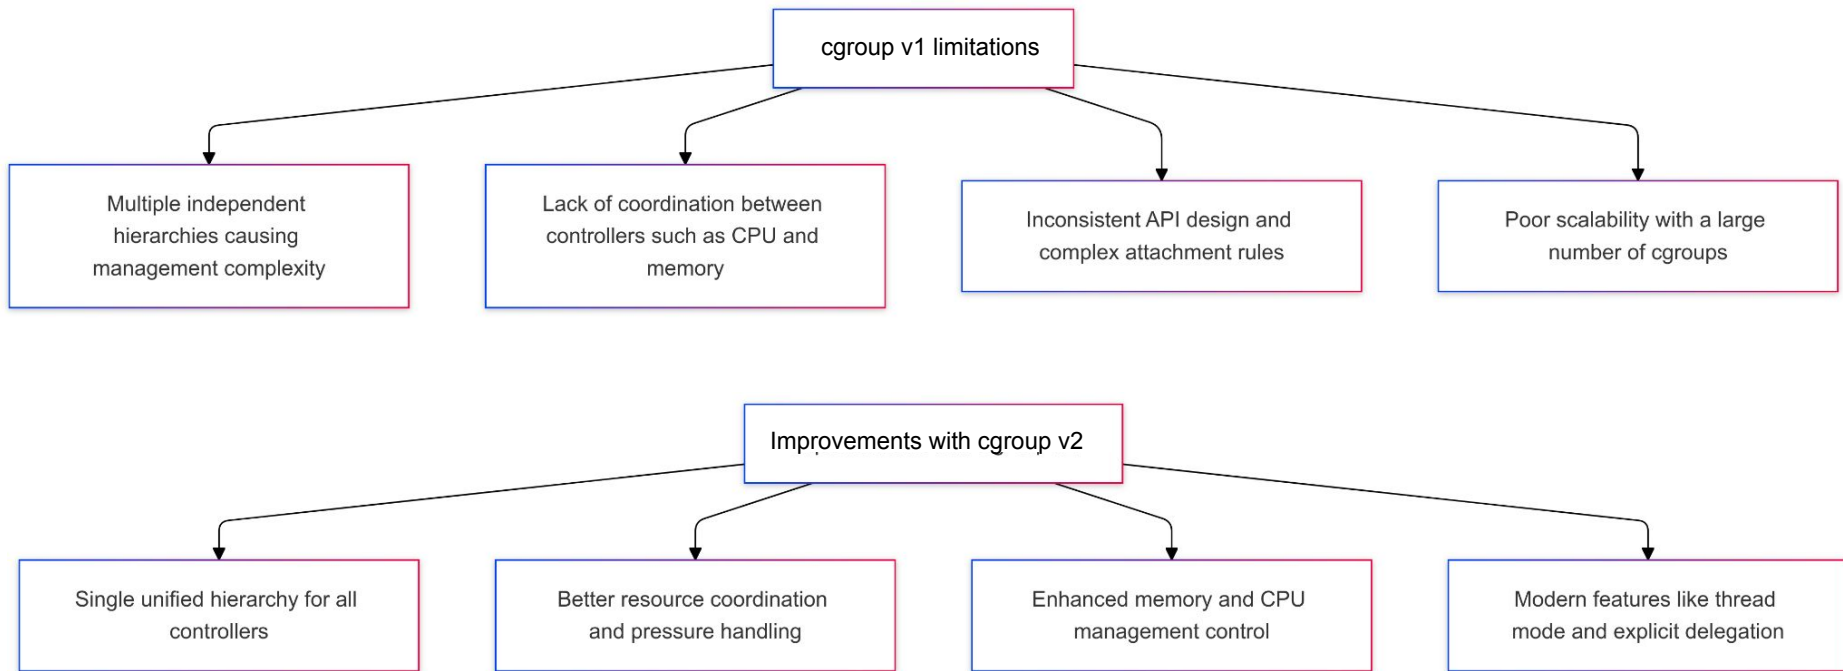 cgroup v1 limitations
Multiple independent
hierarchies causing
management complexity
Lack of coordination between
controllers such as CPU and
memory
Inconsistent API design and
complex attachment rules
Poor scalability with a large
number of cgroups
Improvements with cgroup v2
Single unified hierarchy for all
controllers
Better resource coordination
and pressure handling
Enhanced memory and CPU
management control
Modern features like thread
mode and explicit delegation